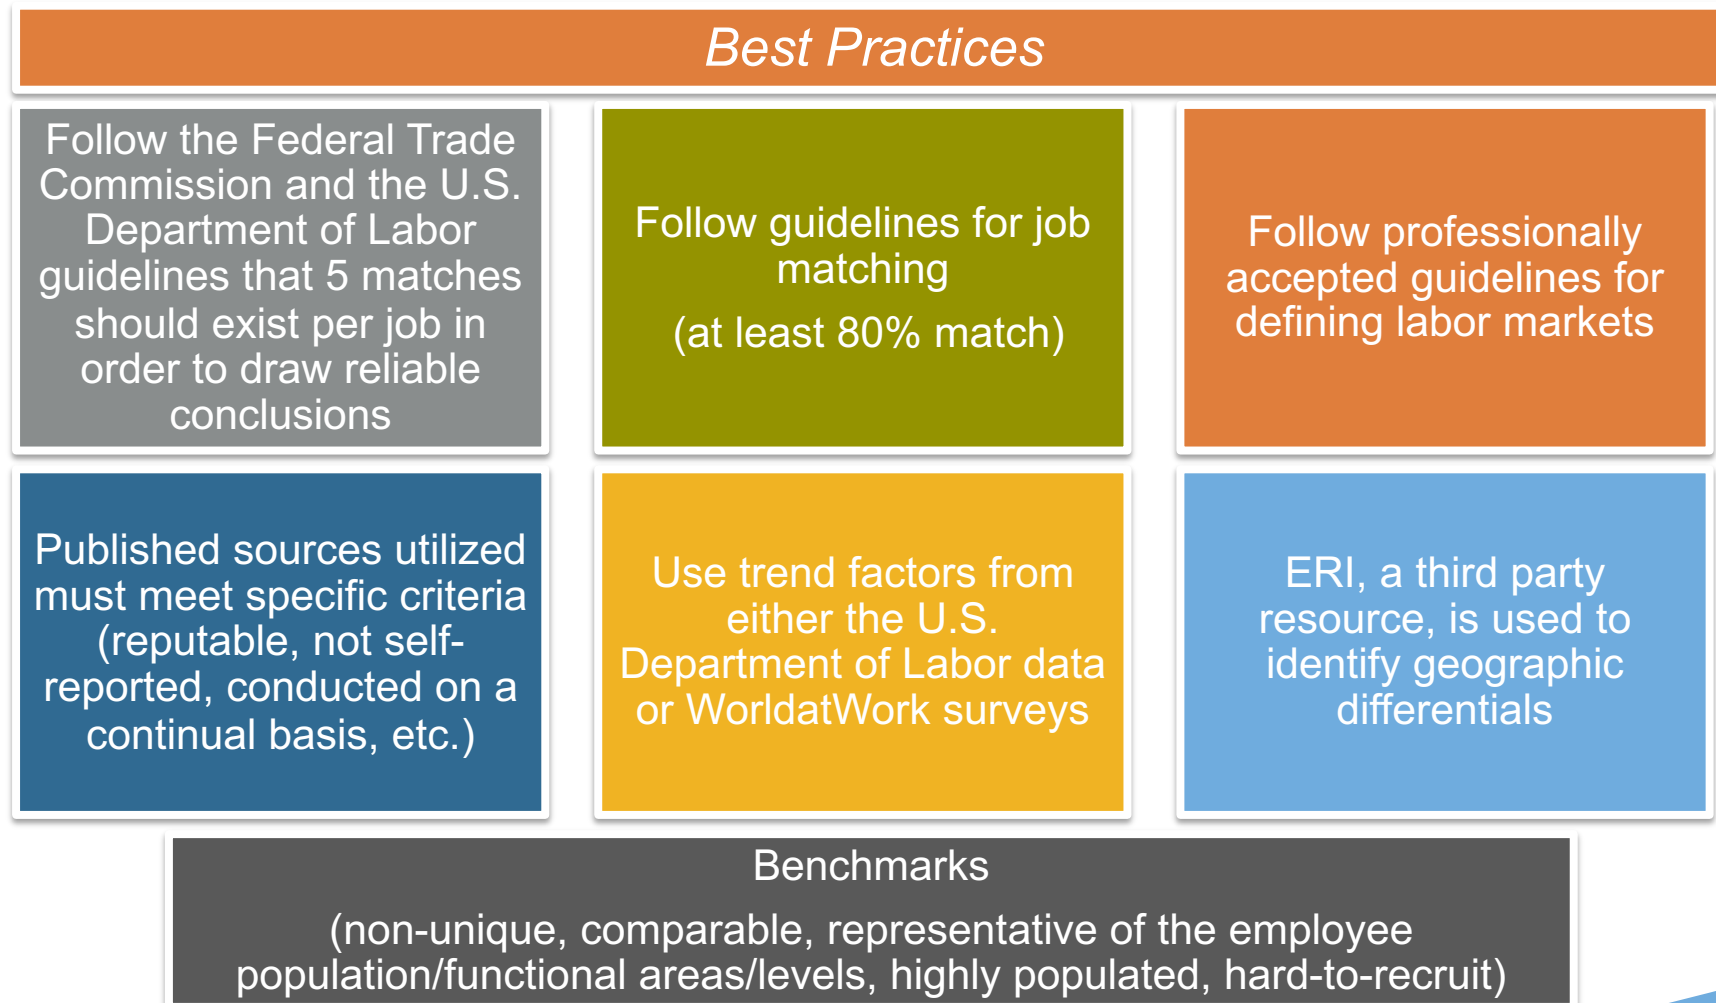 Best Practices
Follow the Federal Trade
Commission and the U.S.
Department of Labor
guidelines that 5 matches
should exist per job in
order to draw reliable
conclusions
Follow guidelines for job
matching
(at least 80% match)
Follow professionally
accepted guidelines for
defining labor markets
Published sources utilized
must meet specific criteria
(reputable, not self-
reported, conducted on a
continual basis, etc.)
Use trend factors from
either the U.S.
Department of Labor data
or WorldatWork surveys
ERI, a third party
resource, is used to
identify geographic
differentials
Benchmarks
(non-unique, comparable, representative of the employee
population/functional areas/levels, highly populated, hard-to-recruit)